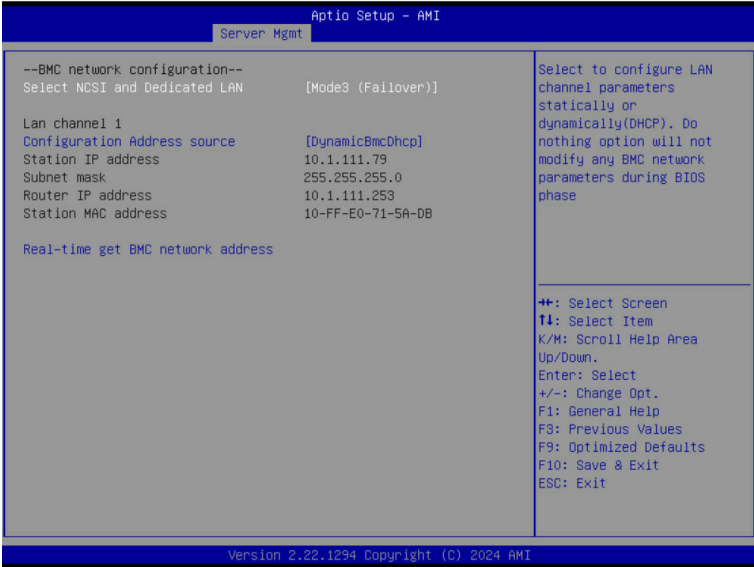 Aptio Setup – AMI
Server Mgmt
--BMC network configuration--
Select NCSI and Dedicated LAN [Mode3 (Failover)]
Lan channel 1
Configuration Address source [DynamicBmcDhcp]
Station IP address 10.1.111.79
Subnet mask 255.255.255.0
Router IP address 10.1.111.253
Station MAC address 10-FF-E0-71-5A-DB
Real-time get BMC network address
Select to configure LAN
channel parameters
statically or
dynamically(DHCP). Do
nothing option will not
modify any BMC network
parameters during BIOS
phase
→←: Select Screen
↑↓: Select Item
K/M: Scroll Help Area
Up/Down.
Enter: Select
+/-: Change Opt.
F1: General Help
F3: Previous Values
F9: Optimized Defaults
F10: Save & Exit
ESC: Exit
Version 2.22.1294 Copyright (C) 2024 AMI